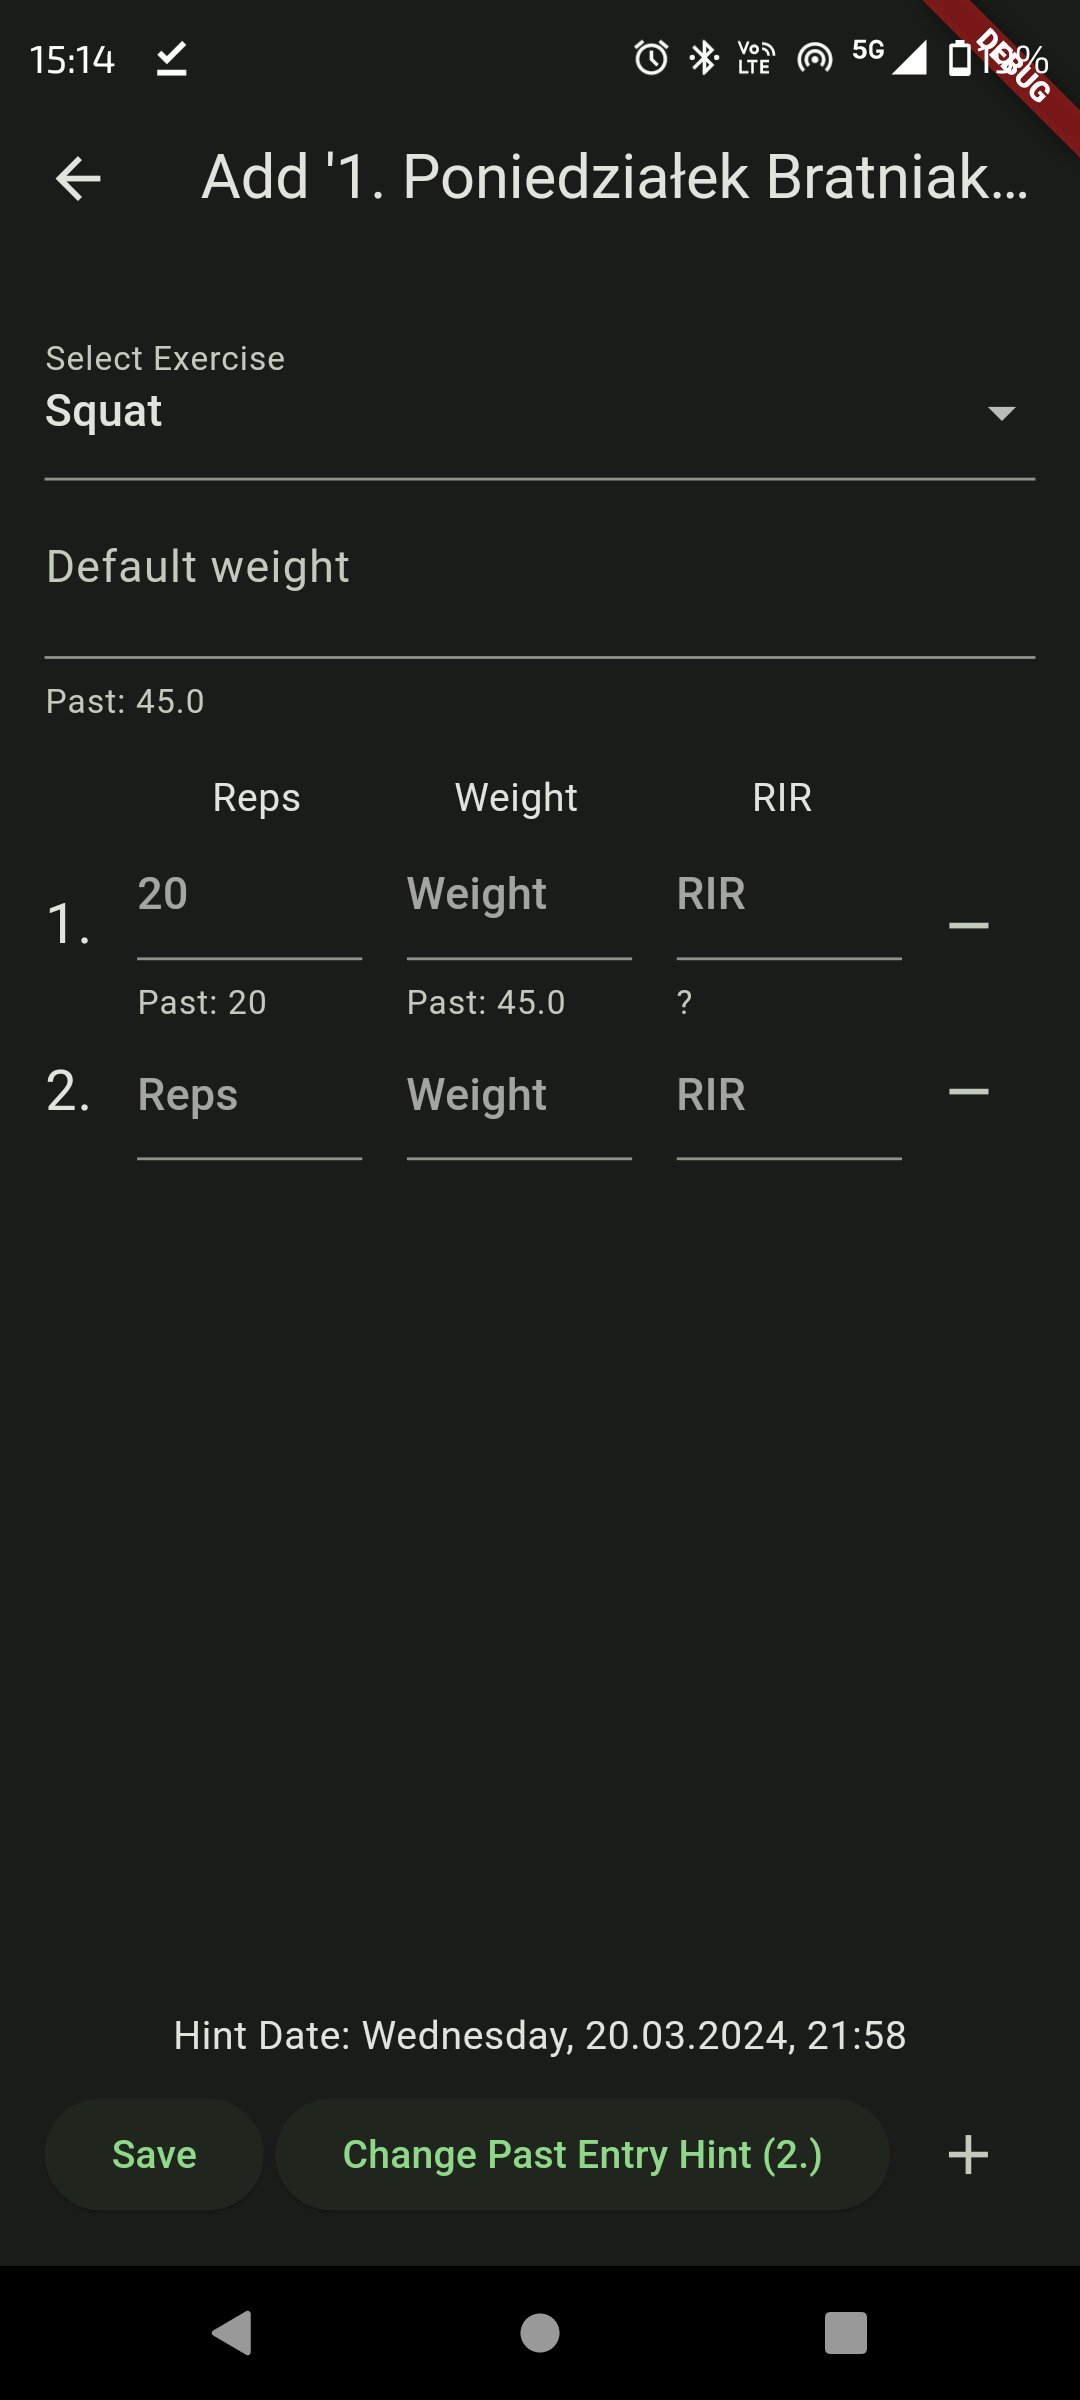 15:14
Vo LTE 5G %
DEBUG
Add '1. Poniedziałek Bratniak...
Select Exercise
Squat
Default weight
Past: 45.0
Reps Weight RIR
1. 20 Weight RIR
Past: 20 Past: 45.0 ?
2. Reps Weight RIR
Hint Date: Wednesday, 20.03.2024, 21:58
Save Change Past Entry Hint (2.)